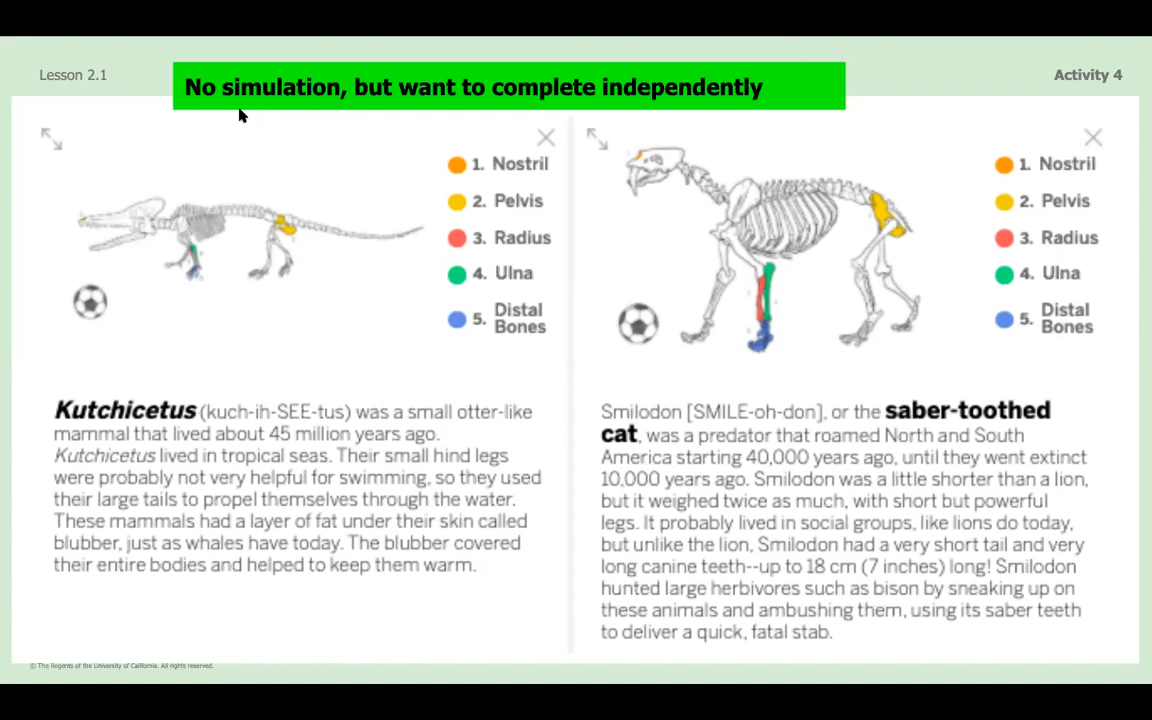 Lesson 2.1
No simulation, but want to complete independently
Activity 4
1. Nostril
2. Pelvis
3. Radius
4. Ulna
5. Distal
Bones
Kutchicetus (kuch-ih-SEE-tus) was a small otter-like
mammal that lived about 45 million years ago.
Kutchicetus lived in tropical seas. Their small hind legs
were probably not very helpful for swimming, so they used
their large tails to propel themselves through the water.
These mammals had a layer of fat under their skin called
blubber, just as whales have today. The blubber covered
their entire bodies and helped to keep them warm.
1. Nostril
2. Pelvis
3. Radius
4. Ulna
5. Distal
Bones
Smilodon [SMILE-oh-don], or the saber-toothed
cat, was a predator that roamed North and South
America starting 40,000 years ago, until they went extinct
10,000 years ago. Smilodon was a little shorter than a lion,
but it weighed twice as much, with short but powerful
legs. It probably lived in social groups, like lions do today,
but unlike the lion, Smilodon had a very short tail and very
long canine teeth--up to 18 cm (7 inches) long! Smilodon
hunted large herbivores such as bison by sneaking up on
these animals and ambushing them, using its saber teeth
to deliver a quick, fatal stab.
© The Regents of the University of California. All rights reserved.